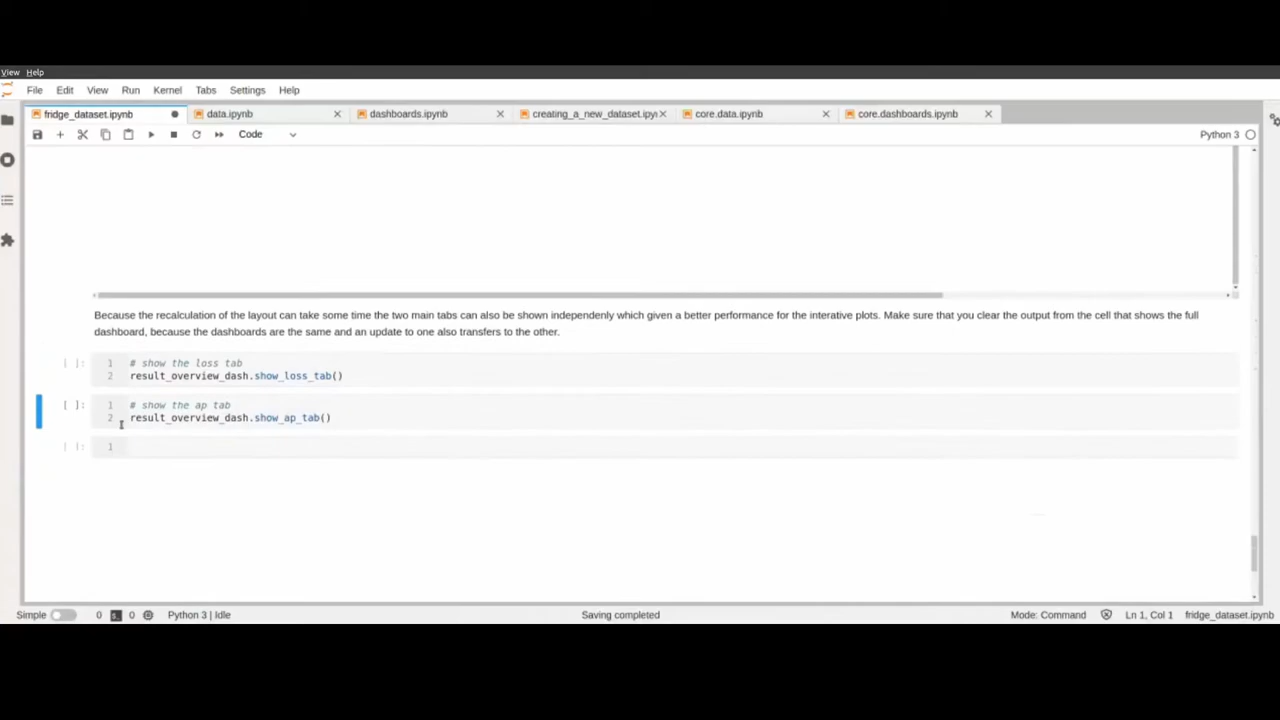 View Help
File Edit View Run Kernel Tabs Settings Help
fridge_dataset.ipynb data.ipynb dashboards.ipynb creating_a_new_dataset.ipyn core.data.ipynb core.dashboards.ipynb
Code Python 3
Because the recalculation of the layout can take some time the two main tabs can also be shown independenly which given a better performance for the interative plots. Make sure that you clear the output from the cell that shows the full
dashboard, because the dashboards are the same and an update to one also transfers to the other.
[ ]: 1 # show the loss tab
2 result_overview_dash.show_loss_tab()
[ ]: 1 # show the ap tab
2 result_overview_dash.show_ap_tab()
[ ]: 1
Simple 0 0 Python 3 | Idle Saving completed Mode: Command Ln 1, Col 1 fridge_dataset.ipynb